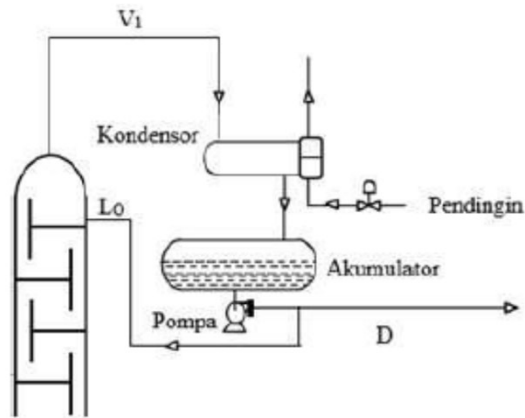 V1
Kondensor
L0
Pendingin
Akumulator
Pompa
D